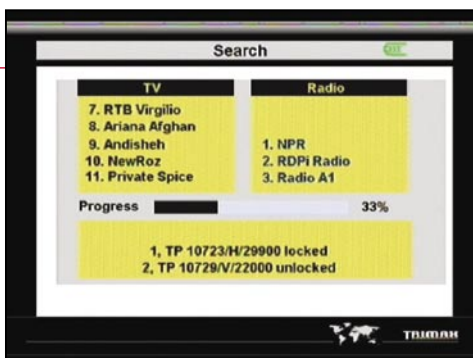 Search
TV
Radio
7. RTB Virgilio
8. Ariana Afghan
9. Andisheh
10. NewRoz
11. Private Spice
1. NPR
2. RDPi Radio
3. Radio A1
Progress 33%
1, TP 10723/H/29900 locked
2, TP 10729/V/22000 unlocked
TRIMAX